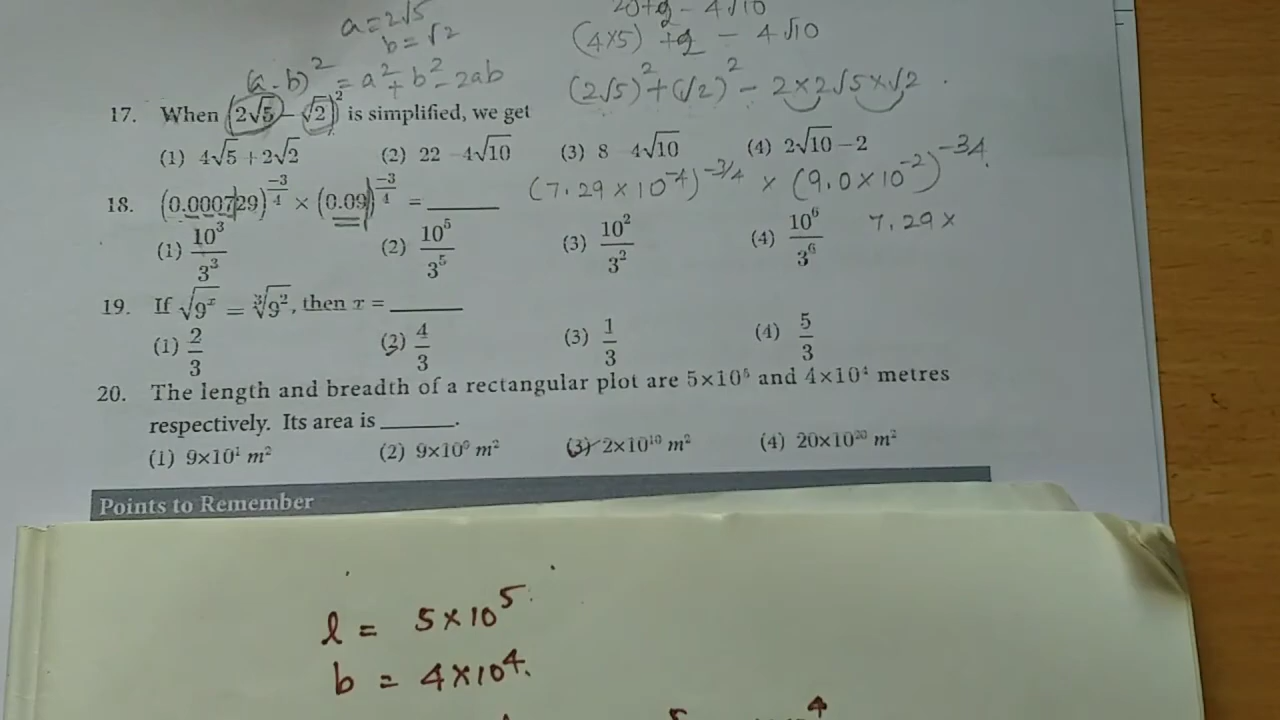 a = 2√5
b = √2
20 + 2 - 4√10
(4×5) + 2 - 4√10
(a - b)² = a² + b² - 2ab
(2√5)² + (√2)² - 2×2√5×√2
17. When (2√5 - √2)² is simplified, we get
(1) 4√5 + 2√2 (2) 22 - 4√10 (3) 8 - 4√10 (4) 2√10 - 2
(7.29 × 10⁻⁴)^-3/4 × (9.0 × 10⁻²)^-34
18. (0.000729)^-3/4 × (0.09)^-3/4 = ______
7.29 ×
(1) 10³/3³ (2) 10⁵/3⁵ (3) 10²/3² (4) 10⁶/3⁶
19. If √9ˣ = ∛9², then x = ______
(1) 2/3 (2) 4/3 (3) 1/3 (4) 5/3
20. The length and breadth of a rectangular plot are 5×10⁵ and 4×10⁴ metres
respectively. Its area is ______.
(1) 9×10¹ m² (2) 9×10⁹ m² (3) 2×10¹⁰ m² (4) 20×10²⁰ m²
Points to Remember
l = 5×10⁵
b = 4×10⁴